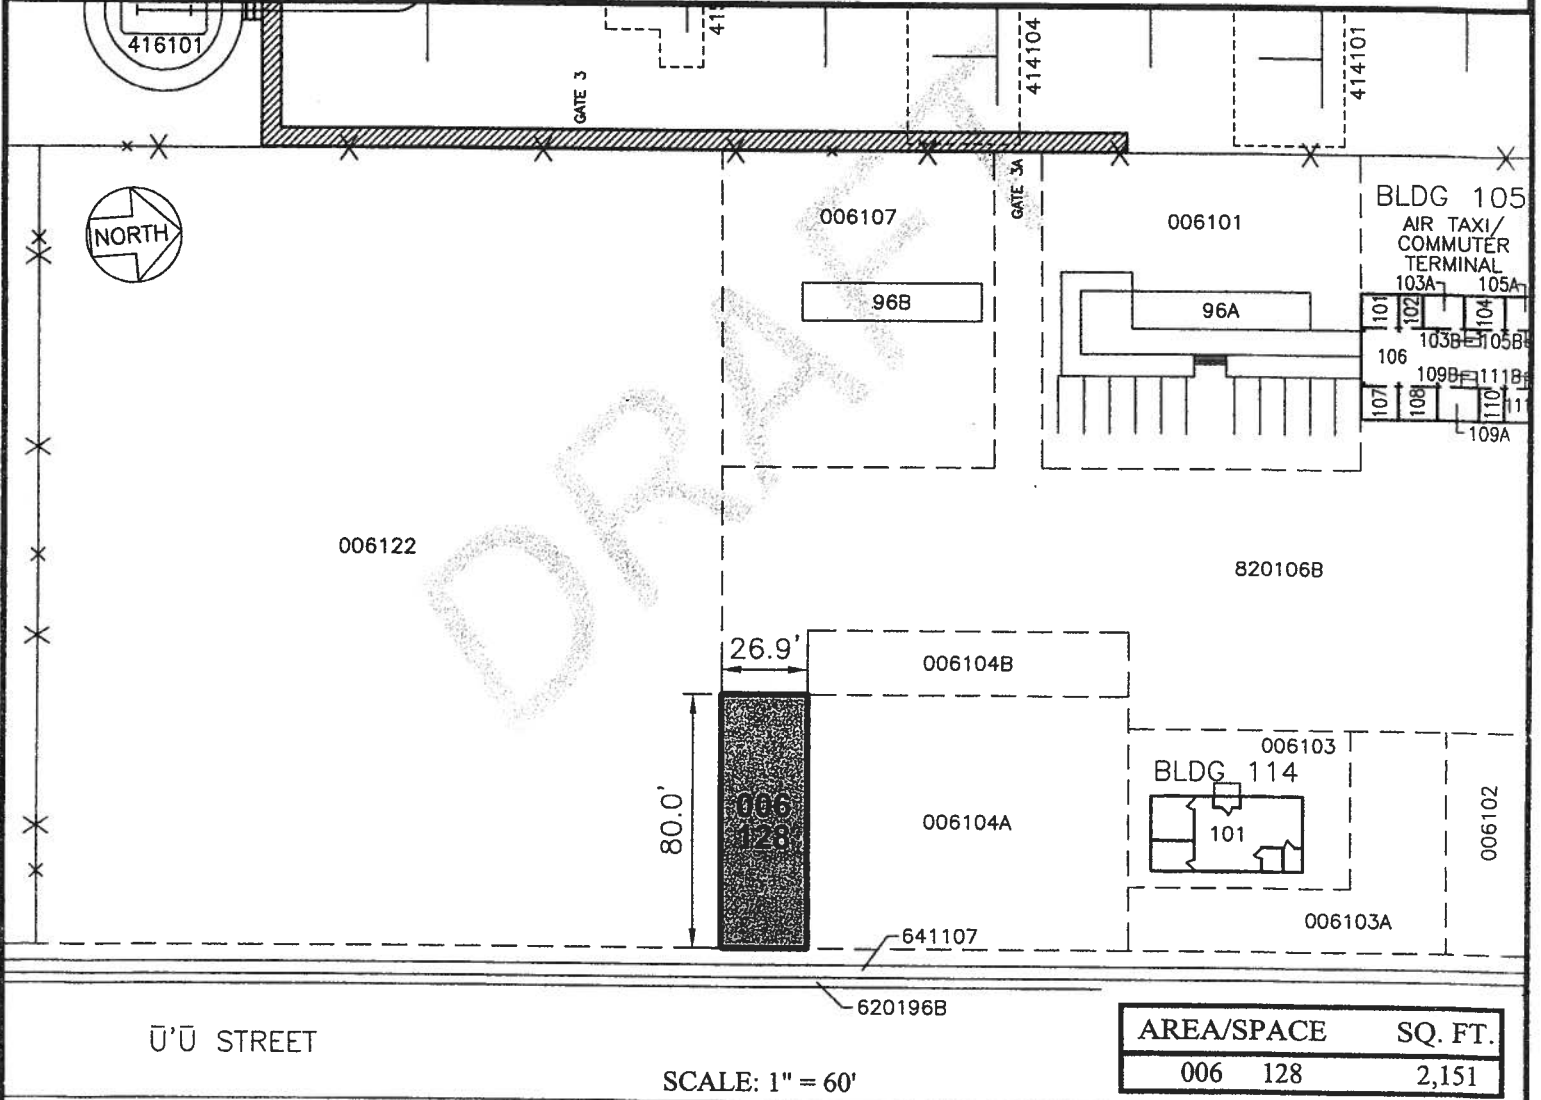 416101
GATE 3
414104
414101
NORTH
006107
GATE 3A
006101
BLDG 105
AIR TAXI/
COMMUTER
TERMINAL
103A
105A
96B
96A
101
102
104
103B
105B
106
109B
111B
107
108
110
111
109A
DRAFT
006122
820106B
26.9'
006104B
80.0'
006
128
006104A
006103
BLDG 114
101
006102
006103A
641107
620196B
Ū'Ū STREET
SCALE: 1" = 60'
AREA/SPACE SQ. FT.
006 128 2,151